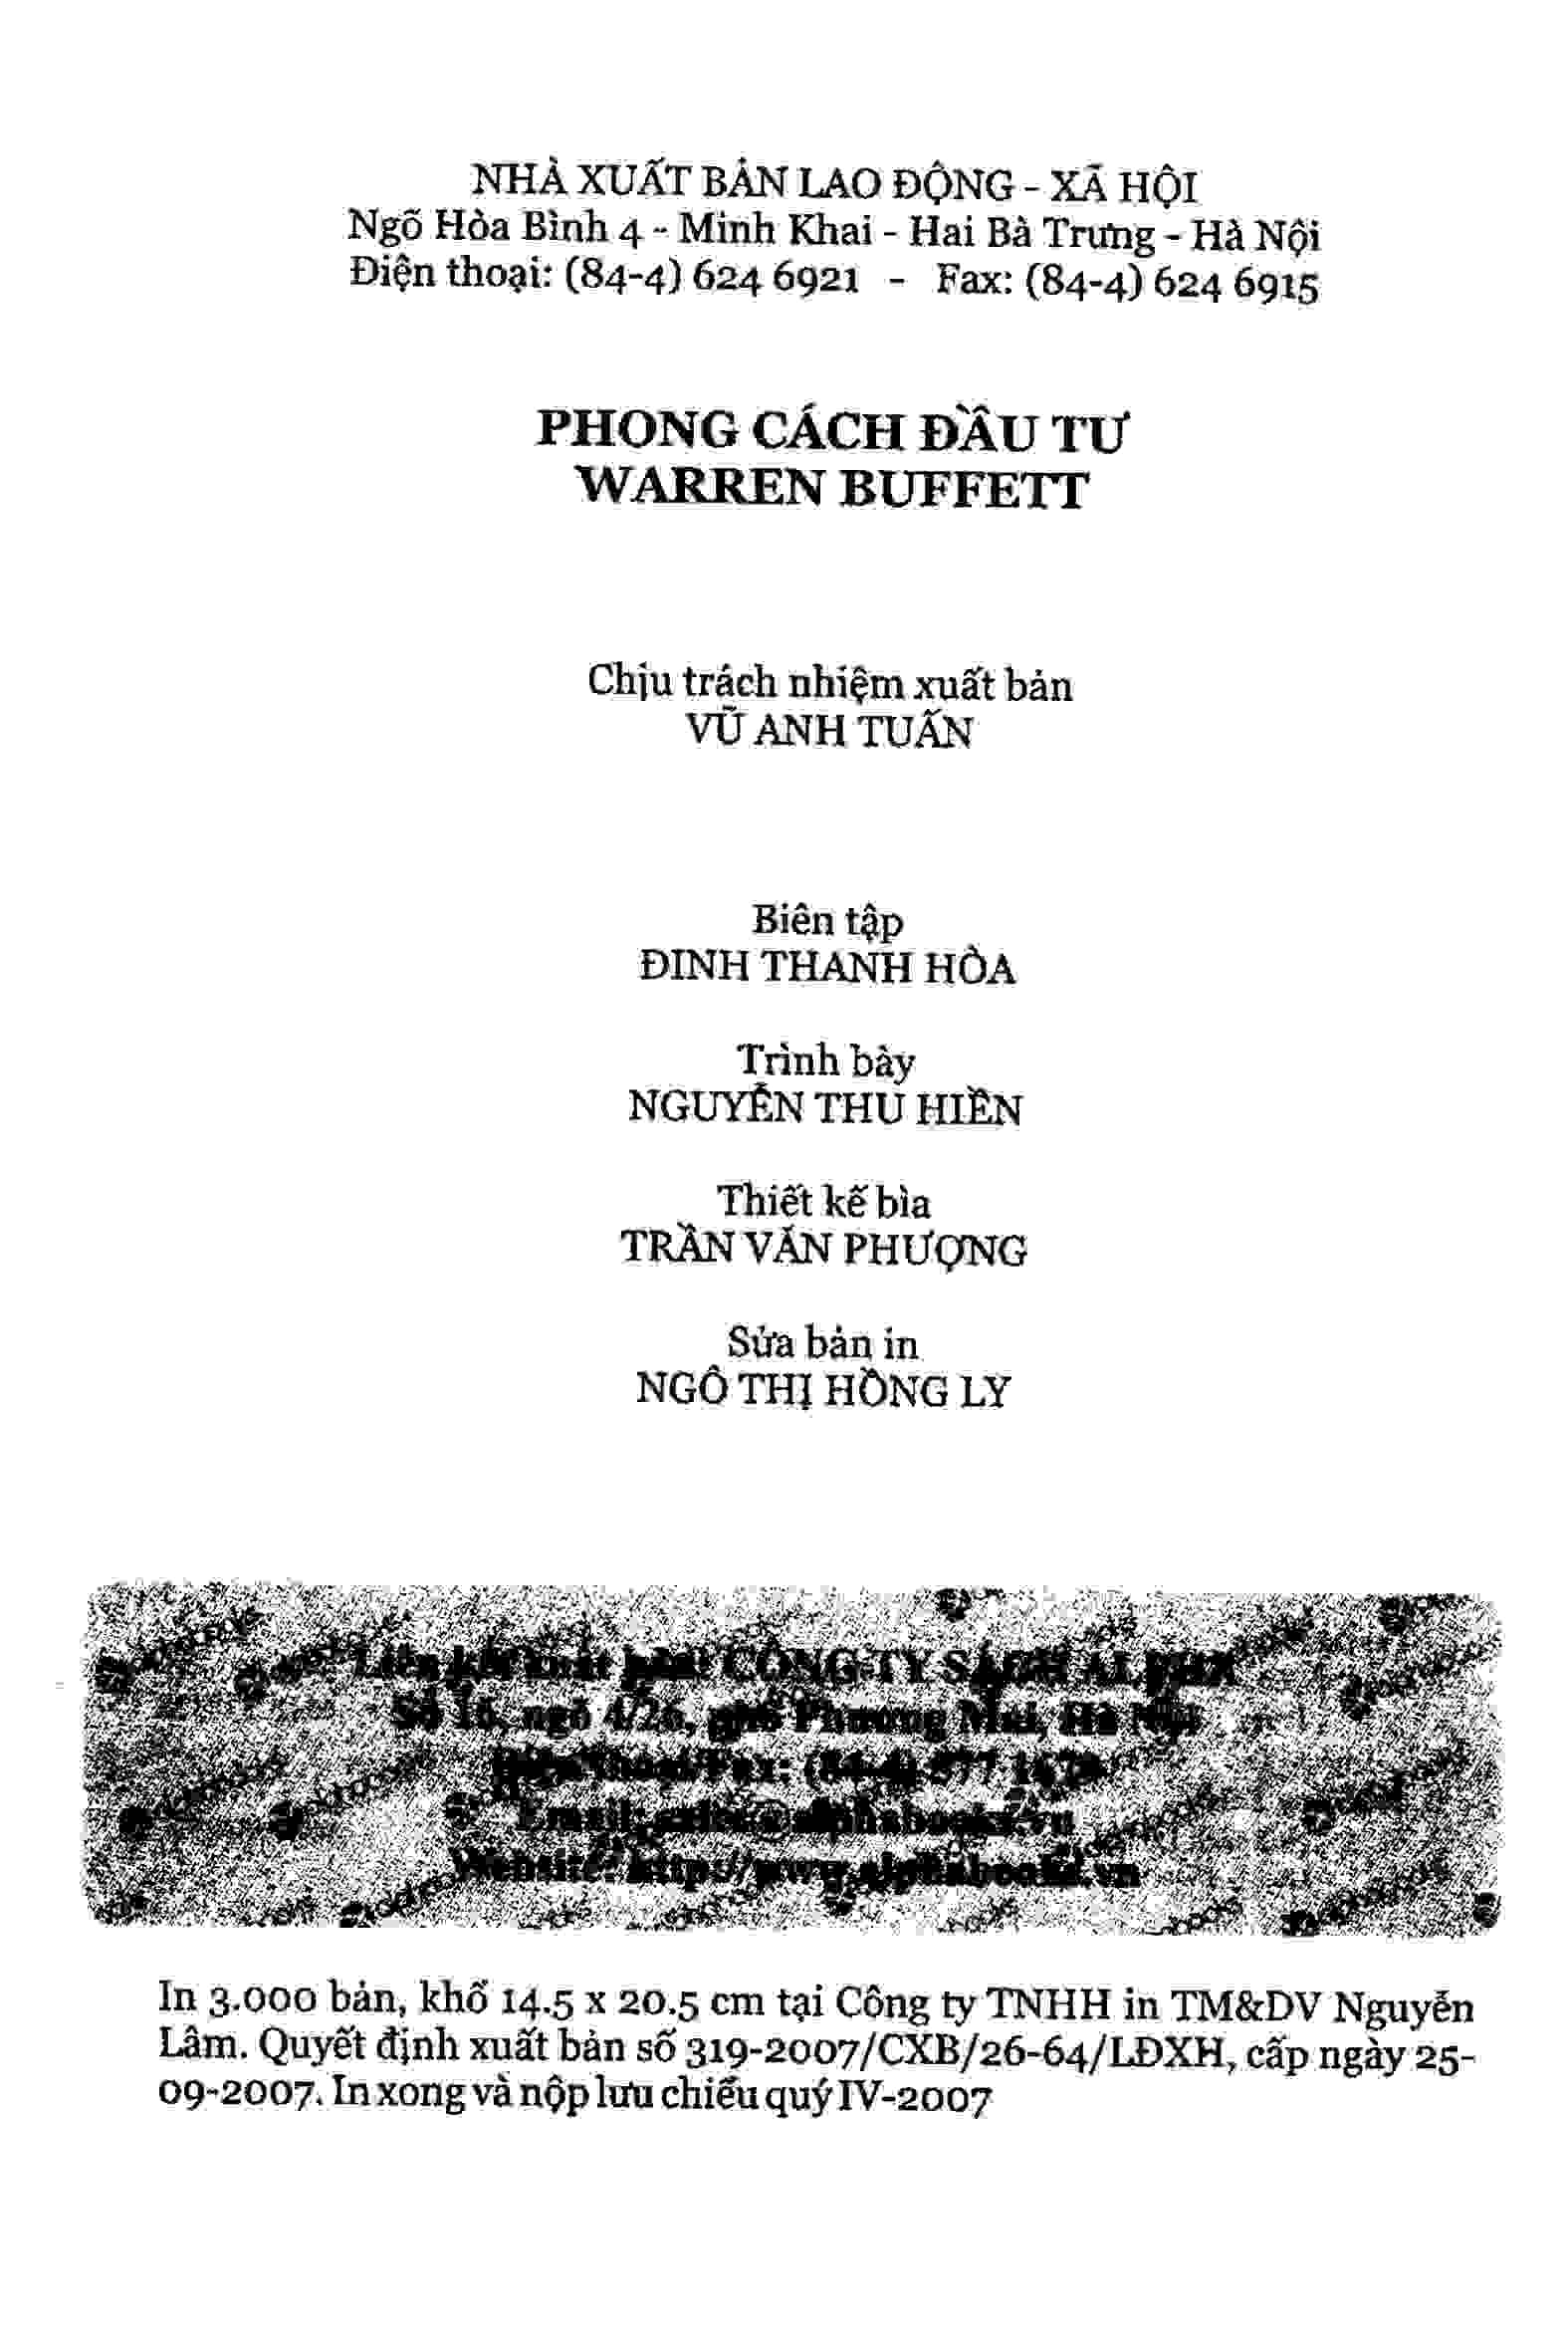 NHÀ XUẤT BẢN LAO ĐỘNG - XÃ HỘI
Ngõ Hòa Bình 4 - Minh Khai - Hai Bà Trưng - Hà Nội
Điện thoại: (84-4) 624 6921 - Fax: (84-4) 624 6915
PHONG CÁCH ĐẦU TƯ
WARREN BUFFETT
Chịu trách nhiệm xuất bản
VŨ ANH TUẤN
Biên tập
ĐINH THANH HÒA
Trình bày
NGUYỄN THU HIỀN
Thiết kế bìa
TRẦN VĂN PHƯỢNG
Sửa bản in
NGÔ THỊ HỒNG LY
Liên kết xuất bản: CÔNG TY SÁCH ALPHA
Số 16, ngõ 4/26, phố Phương Mai, Hà Nội
Điện thoại/Fax: (84-4) 577
Email: @alphabooks.vn
Website: http://www.alphabooks.vn
In 3.000 bản, khổ 14.5 x 20.5 cm tại Công ty TNHH in TM&DV Nguyễn
Lâm. Quyết định xuất bản số 319-2007/CXB/26-64/LĐXH, cấp ngày 25-
09-2007. In xong và nộp lưu chiểu quý IV-2007